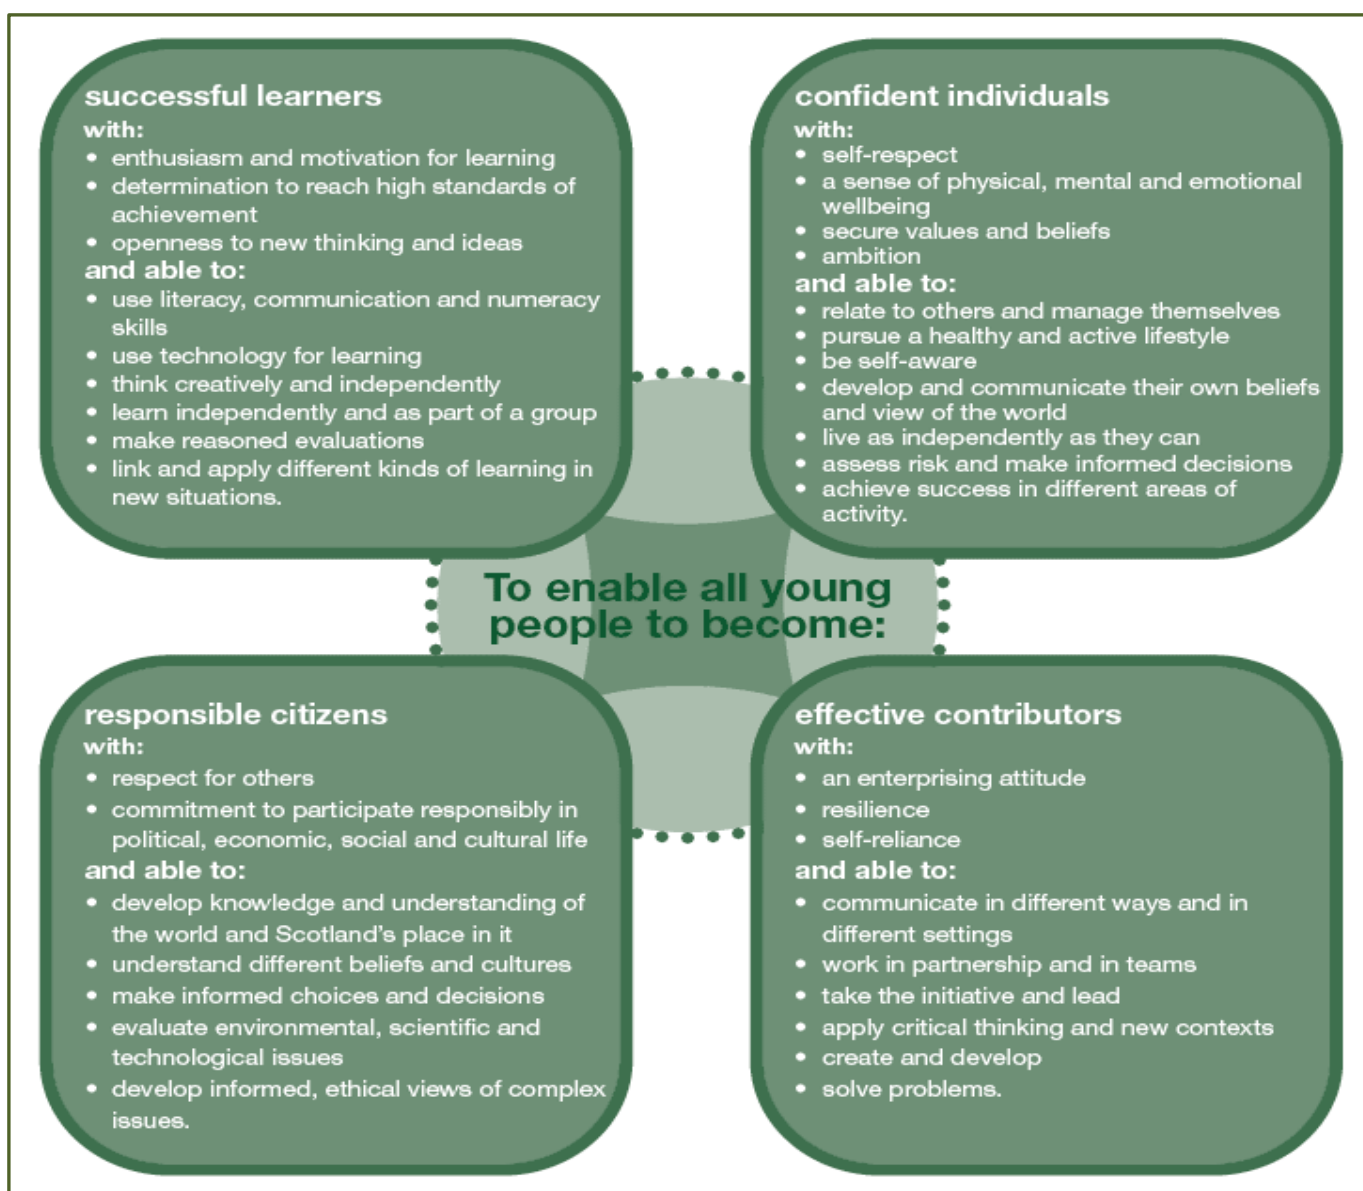 successful learners
with:
• enthusiasm and motivation for learning
• determination to reach high standards of
achievement
• openness to new thinking and ideas
and able to:
• use literacy, communication and numeracy
skills
• use technology for learning
• think creatively and independently
• learn independently and as part of a group
• make reasoned evaluations
• link and apply different kinds of learning in
new situations.
confident individuals
with:
• self-respect
• a sense of physical, mental and emotional
wellbeing
• secure values and beliefs
• ambition
and able to:
• relate to others and manage themselves
• pursue a healthy and active lifestyle
• be self-aware
• develop and communicate their own beliefs
and view of the world
• live as independently as they can
• assess risk and make informed decisions
• achieve success in different areas of
activity.
To enable all young
people to become:
responsible citizens
with:
• respect for others
• commitment to participate responsibly in
political, economic, social and cultural life
and able to:
• develop knowledge and understanding of
the world and Scotland's place in it
• understand different beliefs and cultures
• make informed choices and decisions
• evaluate environmental, scientific and
technological issues
• develop informed, ethical views of complex
issues.
effective contributors
with:
• an enterprising attitude
• resilience
• self-reliance
and able to:
• communicate in different ways and in
different settings
• work in partnership and in teams
• take the initiative and lead
• apply critical thinking and new contexts
• create and develop
• solve problems.